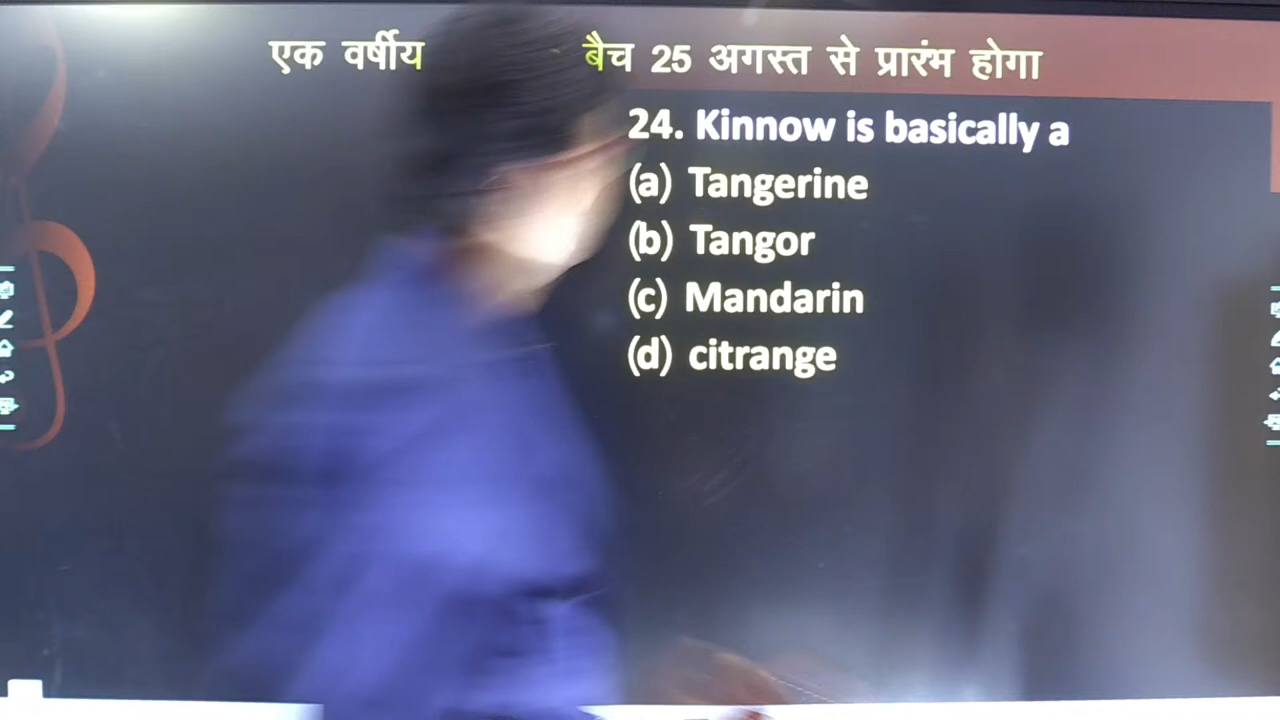 एक वर्षीय बैच 25 अगस्त से प्रारंभ होगा
24. Kinnow is basically a
(a) Tangerine
(b) Tangor
(c) Mandarin
(d) citrange